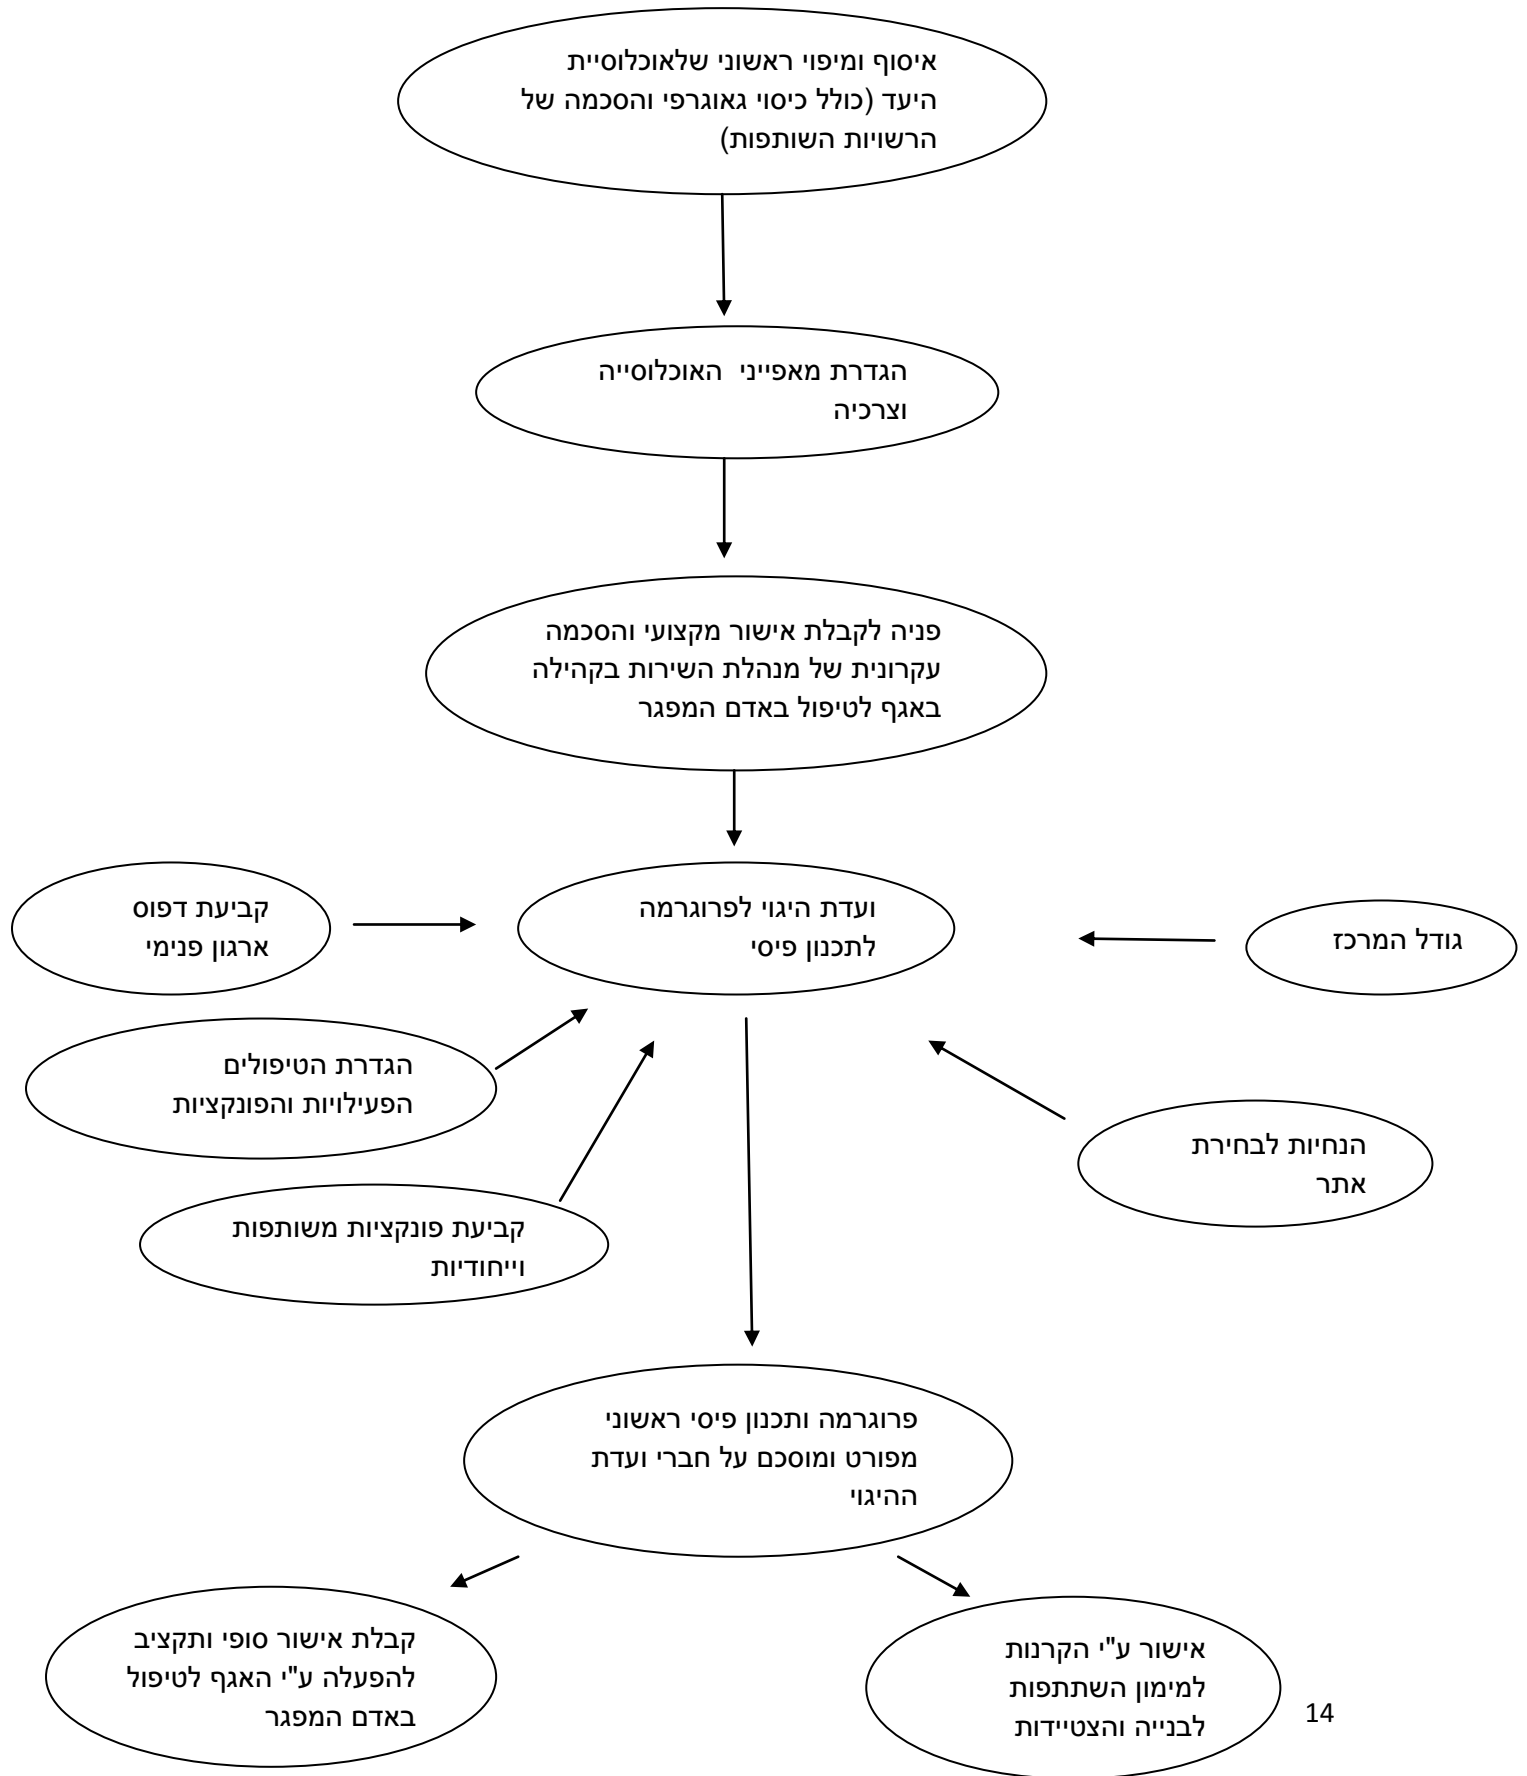 איסוף ומיפוי ראשוני שלאוכלוסיית
היעד (כולל כיסוי גאוגרפי והסכמה של
הרשויות השותפות)
הגדרת מאפייני האוכלוסייה
וצרכיה
פניה לקבלת אישור מקצועי והסכמה
עקרונית של מנהלת השירות בקהילה
באגף לטיפול באדם המפגר
ועדת היגוי לפרוגרמה
לתכנון פיסי
גודל המרכז
קביעת דפוס
ארגון פנימי
הגדרת הטיפולים
הפעילויות והפונקציות
הנחיות לבחירת
אתר
קביעת פונקציות משותפות
וייחודיות
פרוגרמה ותכנון פיסי ראשוני
מפורט ומוסכם על חברי ועדת
ההיגוי
אישור ע"י הקרנות
למימון השתתפות
לבנייה והצטיידות
קבלת אישור סופי ותקציב
להפעלה ע"י האגף לטיפול
באדם המפגר
14